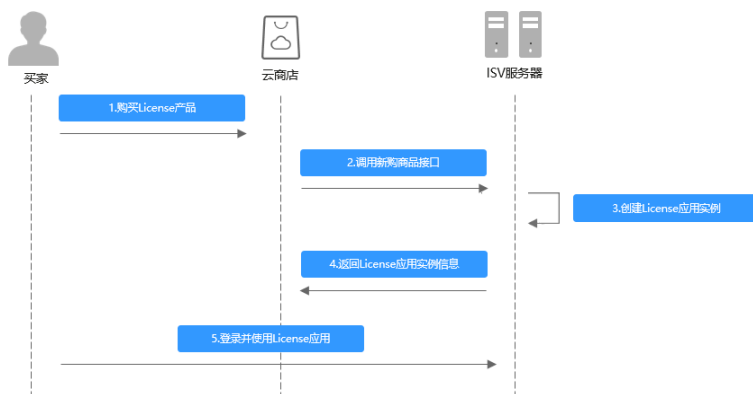 买家
云商店
ISV服务器
1.购买License产品
2.调用新购商品接口
3.创建License应用实例
4.返回License应用实例信息
5.登录并使用License应用